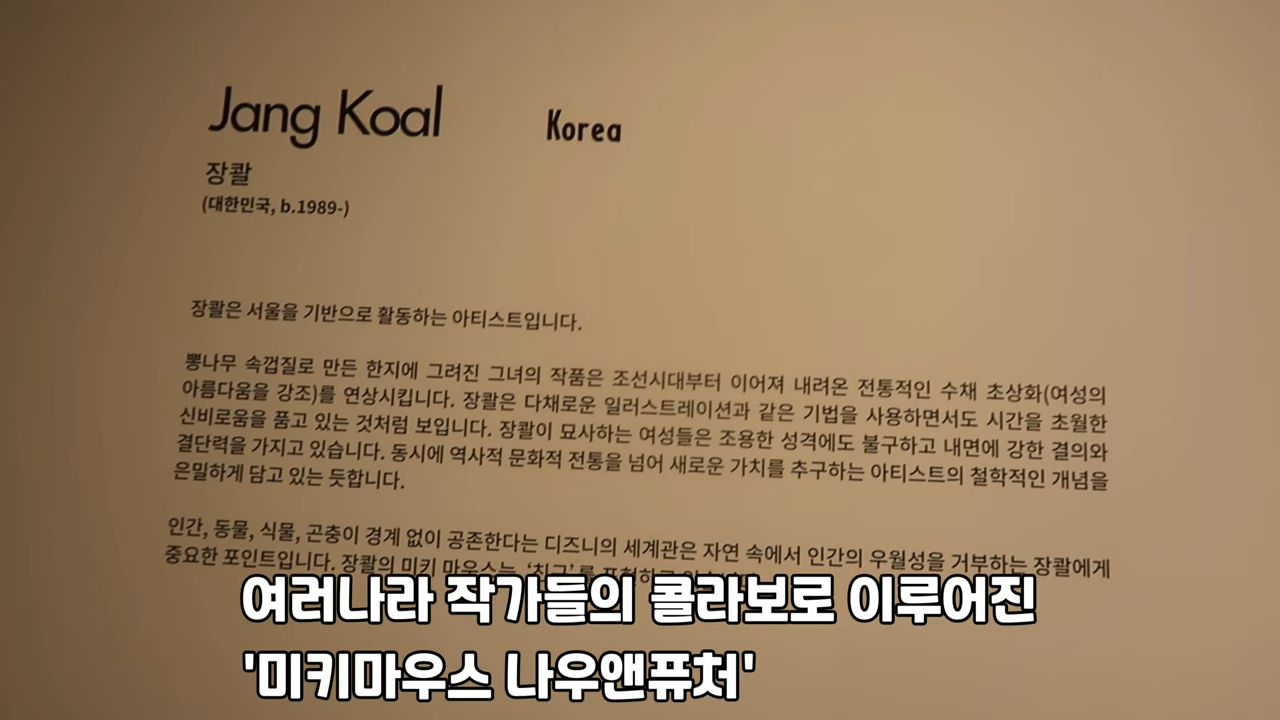 Jang Koal
Korea
장콸
(대한민국, b.1989-)
장콸은 서울을 기반으로 활동하는 아티스트입니다.
뽕나무 속껍질로 만든 한지에 그려진 그녀의 작품은 조선시대부터 이어져 내려온 전통적인 수채 초상화(여성의
아름다움을 강조)를 연상시킵니다. 장콸은 다채로운 일러스트레이션과 같은 기법을 사용하면서도 시간을 초월한
신비로움을 품고 있는 것처럼 보입니다. 장콸이 묘사하는 여성들은 조용한 성격에도 불구하고 내면에 강한 결의와
결단력을 가지고 있습니다. 동시에 역사적 문화적 전통을 넘어 새로운 가치를 추구하는 아티스트의 철학적인 개념을
은밀하게 담고 있는 듯합니다.
인간, 동물, 식물, 곤충이 경계 없이 공존한다는 디즈니의 세계관은 자연 속에서 인간의 우월성을 거부하는 장콸에게
중요한 포인트입니다. 장콸의 미키 마우스는
여러나라 작가들의 콜라보로 이루어진
'미키마우스 나우앤퓨처'